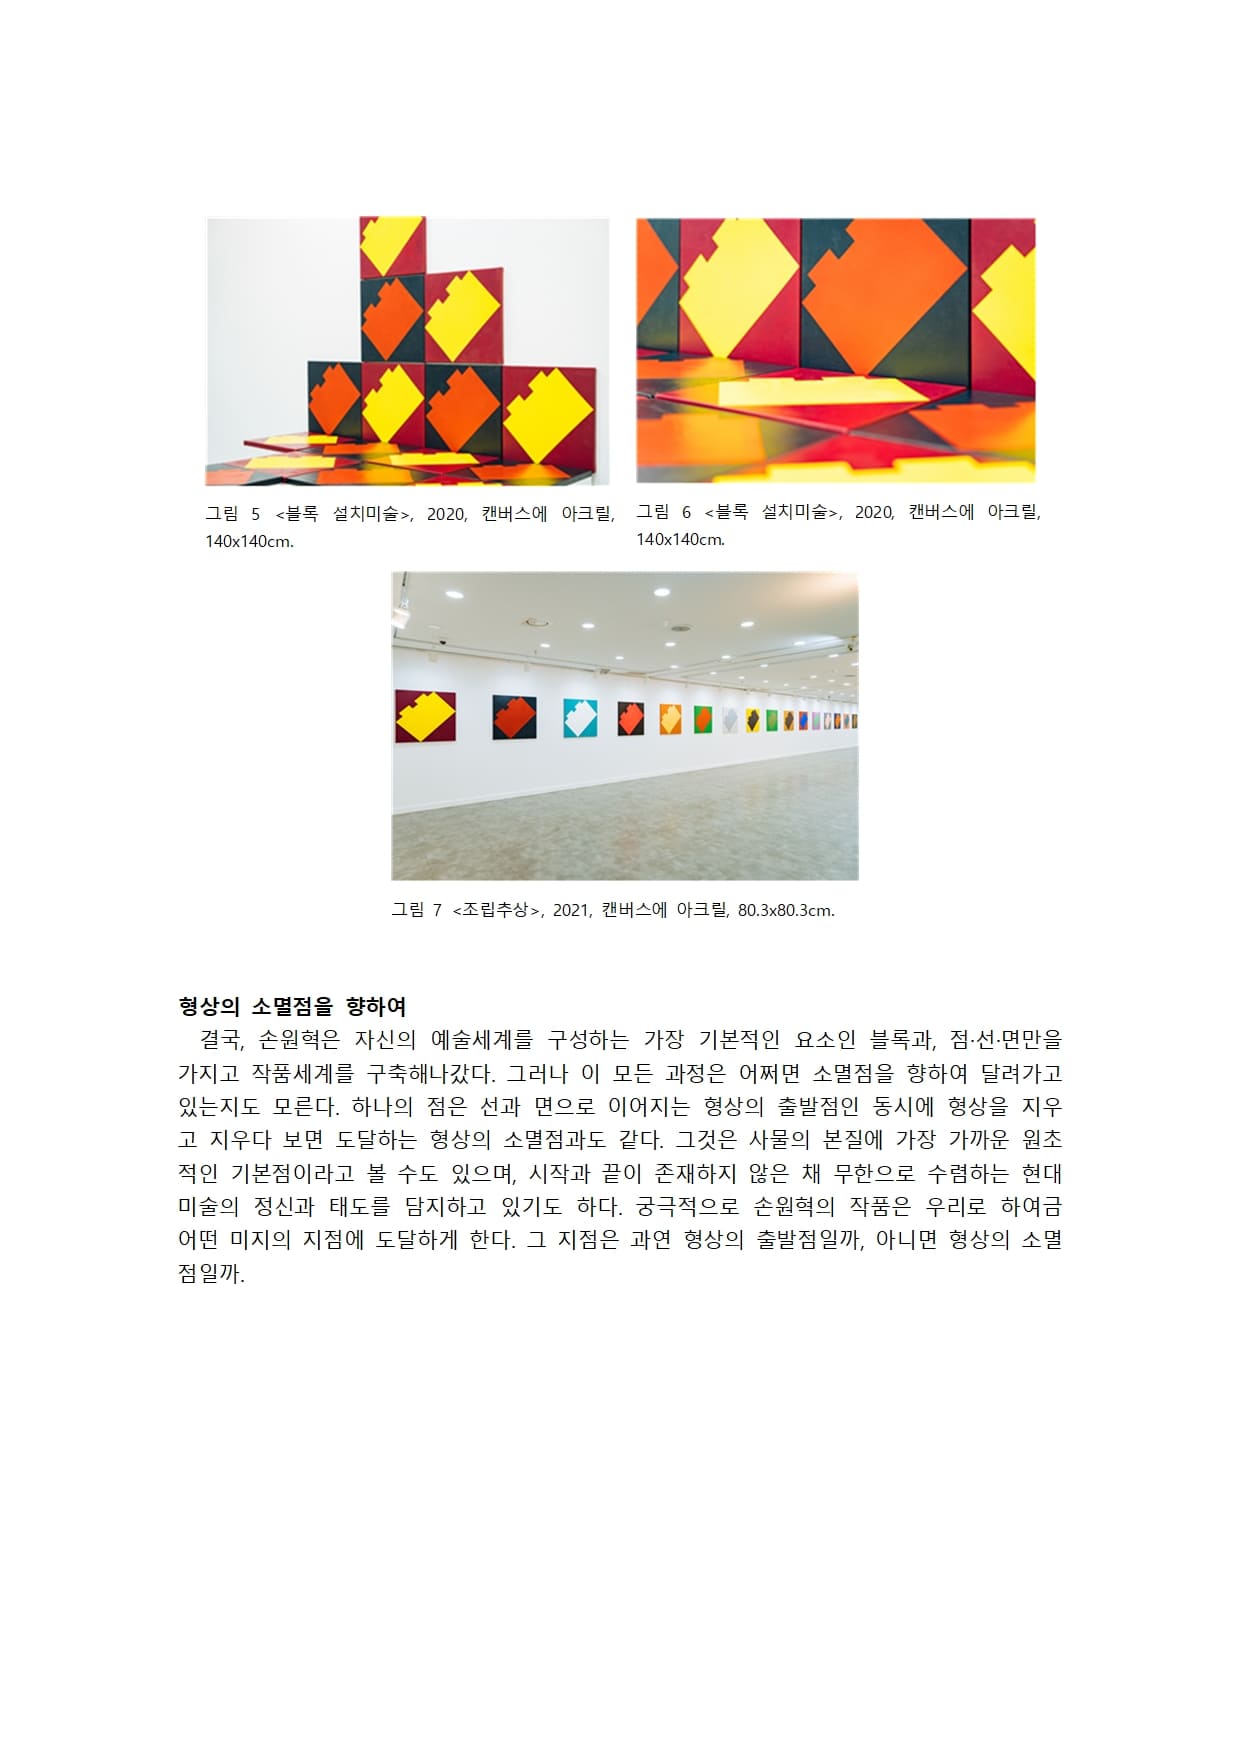 그림 5 <블록 설치미술>, 2020, 캔버스에 아크릴,
140x140cm.
그림 6 <블록 설치미술>, 2020, 캔버스에 아크릴,
140x140cm.
그림 7 <조립추상>, 2021, 캔버스에 아크릴, 80.3x80.3cm.
형상의 소멸점을 향하여
결국, 손원혁은 자신의 예술세계를 구성하는 가장 기본적인 요소인 블록과, 점·선·면만을
가지고 작품세계를 구축해나갔다. 그러나 이 모든 과정은 어쩌면 소멸점을 향하여 달려가고
있는지도 모른다. 하나의 점은 선과 면으로 이어지는 형상의 출발점인 동시에 형상을 지우
고 지우다 보면 도달하는 형상의 소멸점과도 같다. 그것은 사물의 본질에 가장 가까운 원초
적인 기본점이라고 볼 수도 있으며, 시작과 끝이 존재하지 않은 채 무한으로 수렴하는 현대
미술의 정신과 태도를 담지하고 있기도 하다. 궁극적으로 손원혁의 작품은 우리로 하여금
어떤 미지의 지점에 도달하게 한다. 그 지점은 과연 형상의 출발점일까, 아니면 형상의 소멸
점일까.